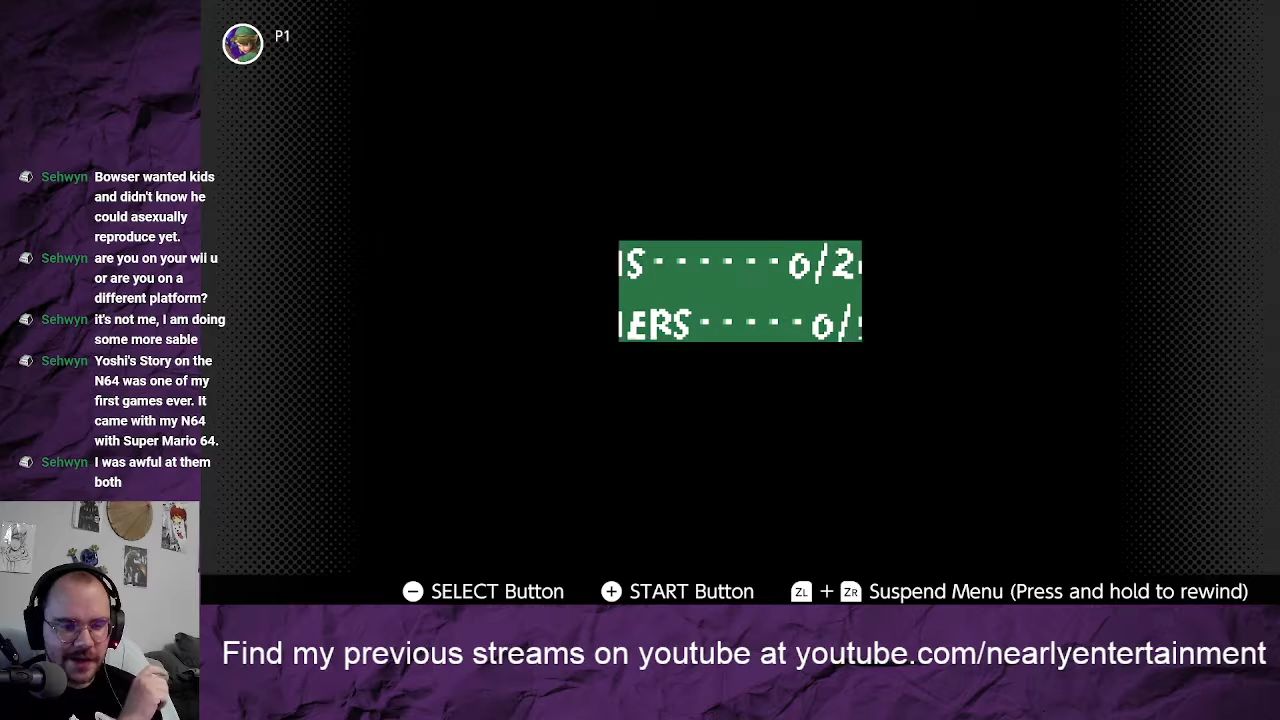 P1
Sehwyn Bowser wanted kids
and didn't know he
could asexually
reproduce yet.
Sehwyn are you on your wii u
or are you on a
different platform?
Sehwyn it's not me, I am doing
some more sable
Sehwyn Yoshi's Story on the
N64 was one of my
first games ever. It
came with my N64
with Super Mario 64.
Sehwyn I was awful at them
both
S · · · · · · 0/2
ERS · · · · · 0/
SELECT Button START Button ZL + ZR Suspend Menu (Press and hold to rewind)
Find my previous streams on youtube at youtube.com/nearlyentertainment